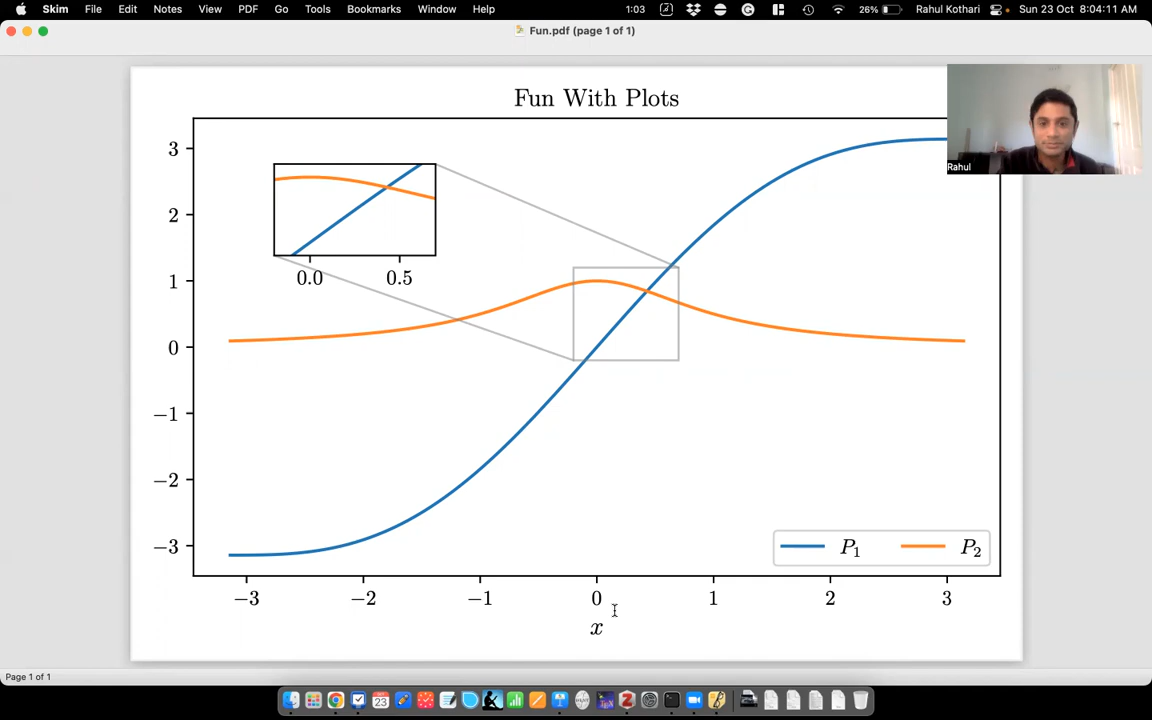 Skim File Edit Notes View PDF Go Tools Bookmarks Window Help 1:03 26% Rahul Kothari Sun 23 Oct 8:04:11 AM
Fun.pdf (page 1 of 1)
Fun With Plots
Rahul
3
2
1
0
−1
−2
−3
0.0 0.5
P1 P2
−3 −2 −1 0 1 2 3
x
Page 1 of 1
23